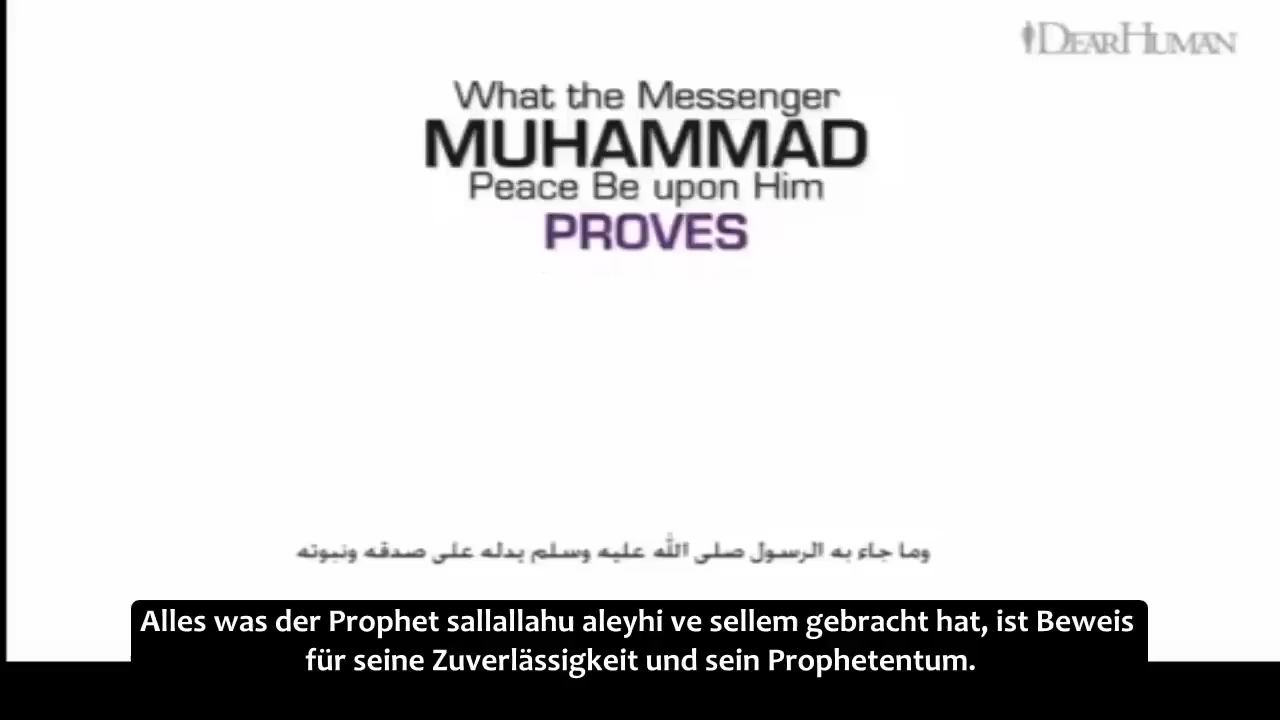 DEARHUMAN
What the Messenger
MUHAMMAD
Peace Be upon Him
PROVES
وما جاء به الرسول صلى الله عليه وسلم يدله على صدقه ونبوته
Alles was der Prophet sallallahu aleyhi ve sellem gebracht hat, ist Beweis
für seine Zuverlässigkeit und sein Prophetentum.